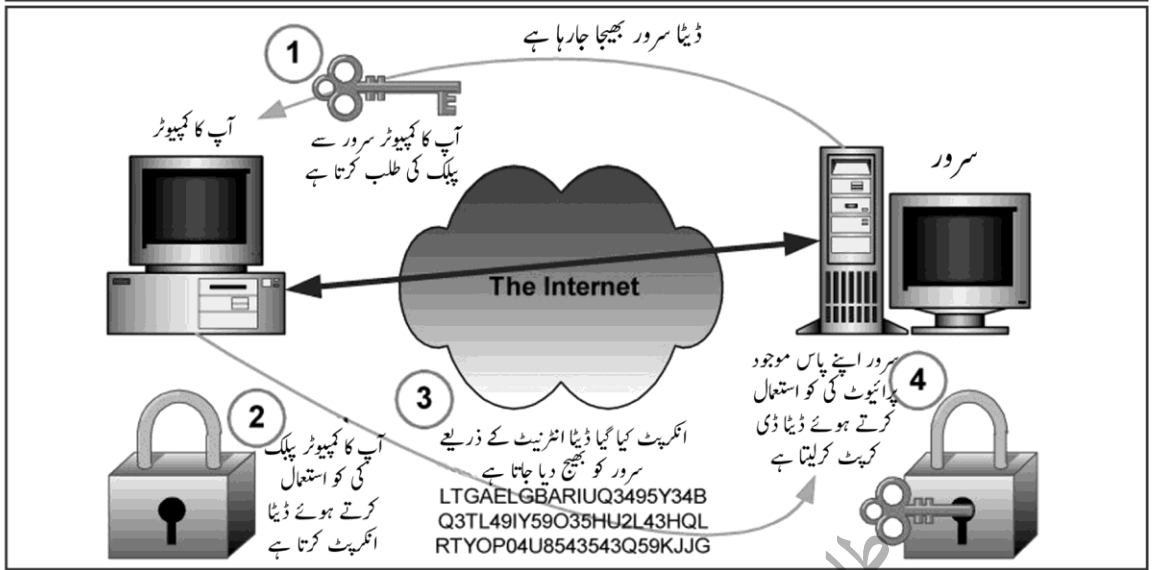 ڈیٹا سرور بھیجا جارہا ہے
1
آپ کا کمپیوٹر
آپ کا کمپیوٹر سرور سے
پبلک کی طلب کرتا ہے
سرور
The Internet
2
آپ کا کمپیوٹر پبلک
کی کو استعمال
کرتے ہوئے ڈیٹا
انکرپٹ کرتا ہے
3
انکرپٹ کیا گیا ڈیٹا انٹرنیٹ کے ذریعے
سرور کو بھیج دیا جاتا ہے
LTGAELGBARIUQ3495Y34B
Q3TL49IY59O35HU2L43HQL
RTYOP04U8543543Q59KJJG
4
سرور اپنے پاس موجود
پرائیوٹ کی کو استعمال
کرتے ہوئے ڈیٹا ڈی
کرپٹ کرلیتا ہے